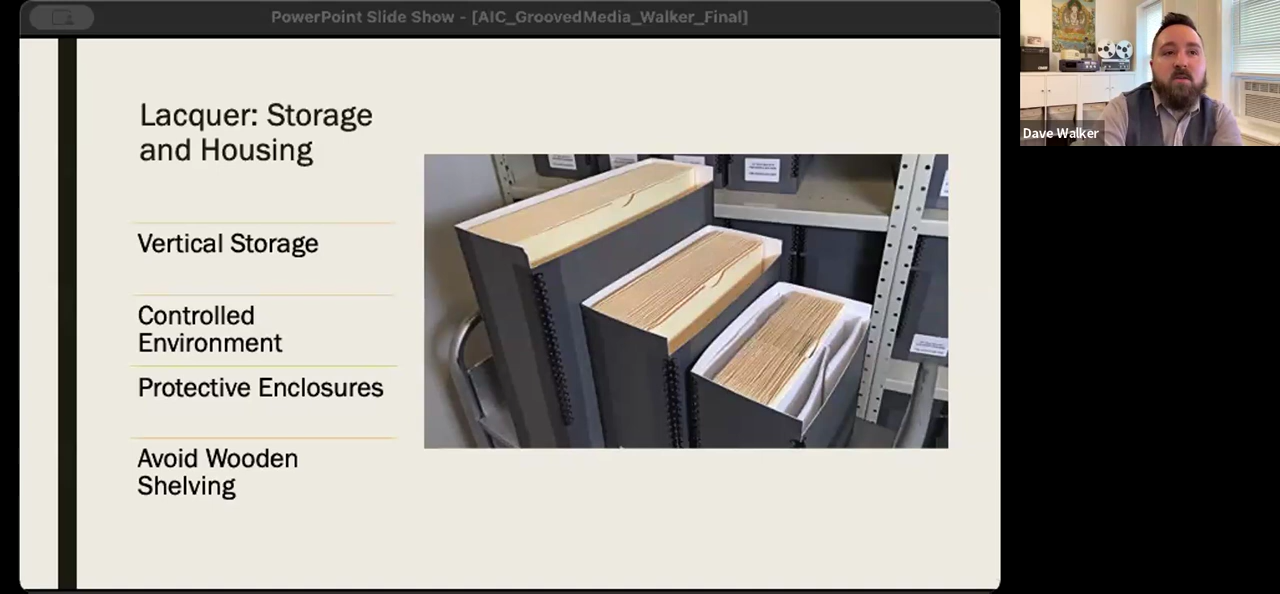 PowerPoint Slide Show - [AIC_GroovedMedia_Walker_Final]
Lacquer: Storage
and Housing
Vertical Storage
Controlled
Environment
Protective Enclosures
Avoid Wooden
Shelving
Dave Walker